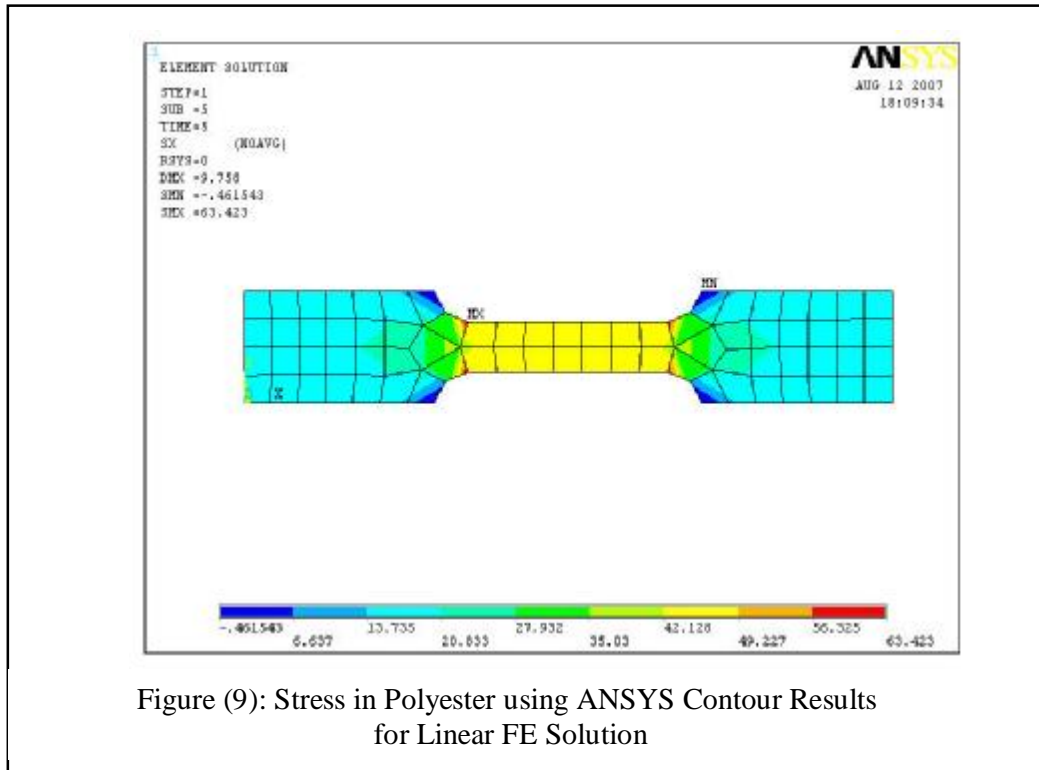 1
ELEMENT SOLUTION
STEP=1
SUB =5
TIME=5
SX (NOAVG)
RSYS=0
DMX =9.758
SMN =-.461543
SMX =63.423
ANSYS
AUG 12 2007
18:09:34
MN
MX
X
-.461543 13.735 27.932 42.128 56.325
6.637 20.833 35.03 49.227 63.423
Figure (9): Stress in Polyester using ANSYS Contour Results
for Linear FE Solution